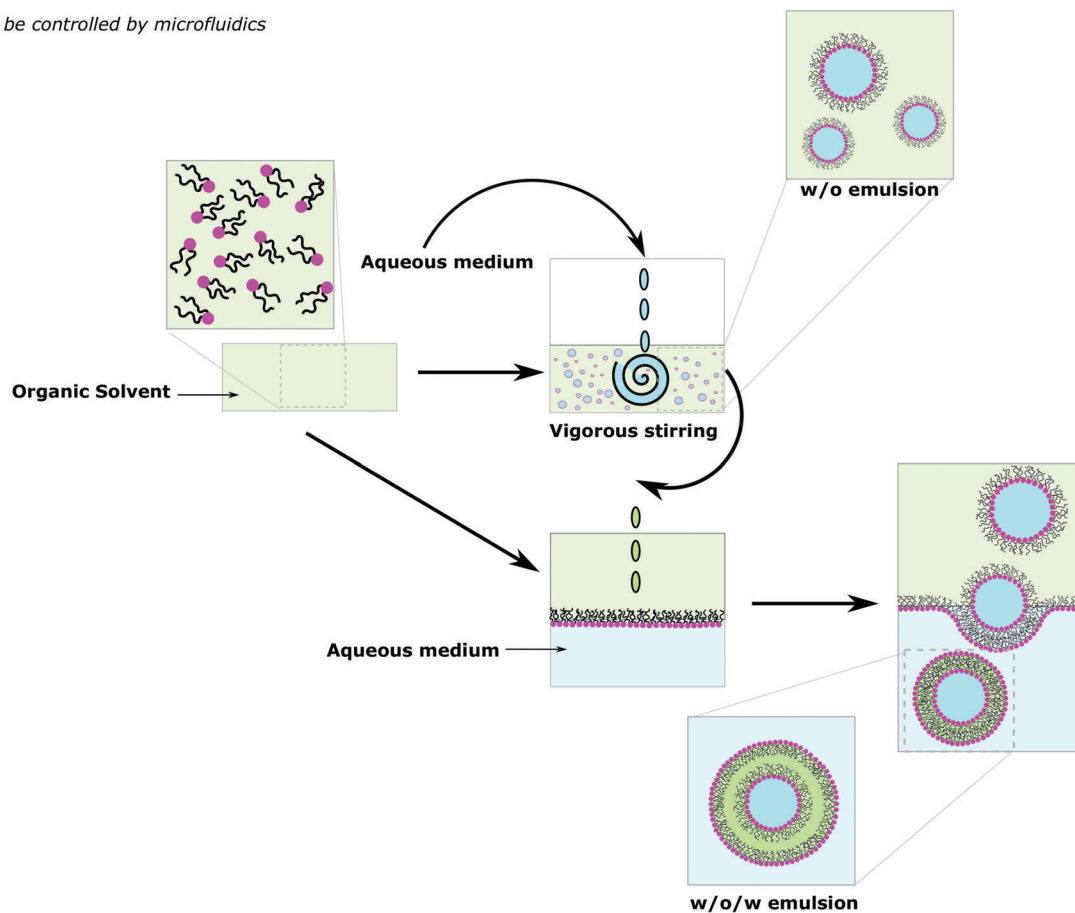 be controlled by microfluidics
w/o emulsion
Aqueous medium
Organic Solvent
Vigorous stirring
Aqueous medium
w/o/w emulsion